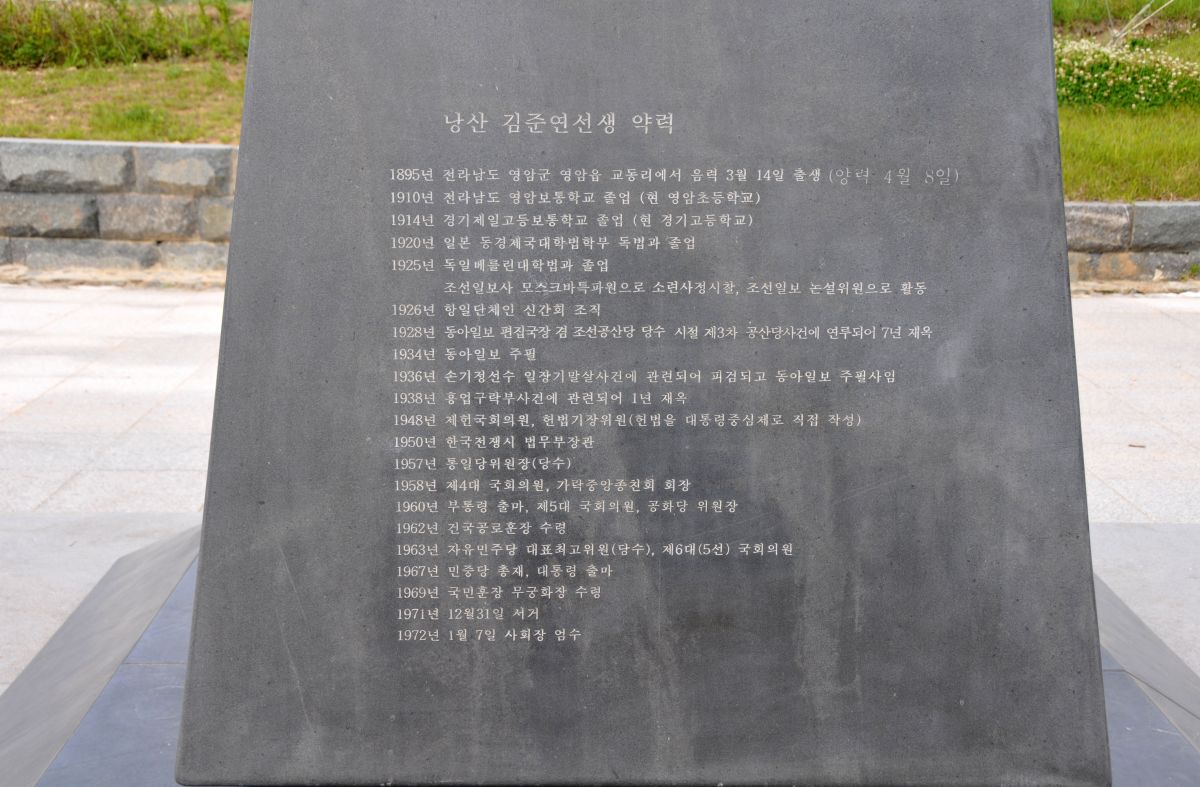 낭산 김준연선생 약력
1895년 전라남도 영암군 영암읍 교동리에서 음력 3월 14일 출생 (양력 4월 8일)
1910년 전라남도 영암보통학교 졸업 (현 영암초등학교)
1914년 경기제일고등보통학교 졸업 (현 경기고등학교)
1920년 일본 동경제국대학법학부 독법과 졸업
1925년 독일베를린대학법과 졸업
조선일보사 모스크바특파원으로 소련사정시찰, 조선일보 논설위원으로 활동
1926년 항일단체인 신간회 조직
1928년 동아일보 편집국장 겸 조선공산당 당수 시절 제3차 공산당사건에 연루되어 7년 재옥
1934년 동아일보 주필
1936년 손기정선수 일장기말살사건에 관련되어 피검되고 동아일보 주필사임
1938년 흥업구락부사건에 관련되어 1년 재옥
1948년 제헌국회의원, 헌법기장위원(헌법을 대통령중심제로 직접 작성)
1950년 한국전쟁시 법무부장관
1957년 통일당위원장(당수)
1958년 제4대 국회의원, 가락중앙종친회 회장
1960년 부통령 출마, 제5대 국회의원, 공화당 위원장
1962년 건국공로훈장 수령
1963년 자유민주당 대표최고위원(당수), 제6대(5선) 국회의원
1967년 민중당 총재, 대통령 출마
1969년 국민훈장 무궁화장 수령
1971년 12월31일 서거
1972년 1월 7일 사회장 엄수